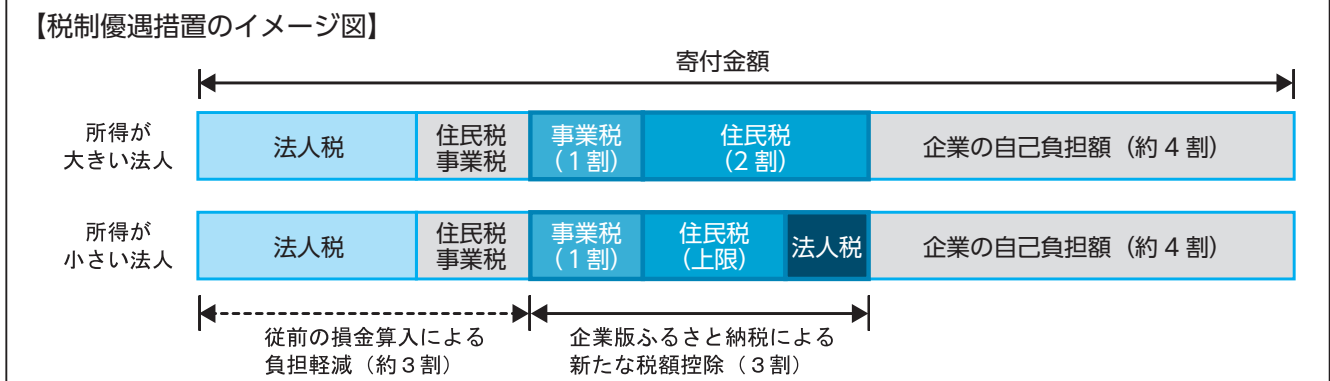 【税制優遇措置のイメージ図】
寄付金額
所得が
大きい法人
法人税
住民税
事業税
事業税
(1割)
住民税
(2割)
企業の自己負担額(約4割)
所得が
小さい法人
法人税
住民税
事業税
事業税
(1割)
住民税
(上限)
法人税
企業の自己負担額(約4割)
従前の損金算入による
負担軽減(約3割)
企業版ふるさと納税による
新たな税額控除(3割)